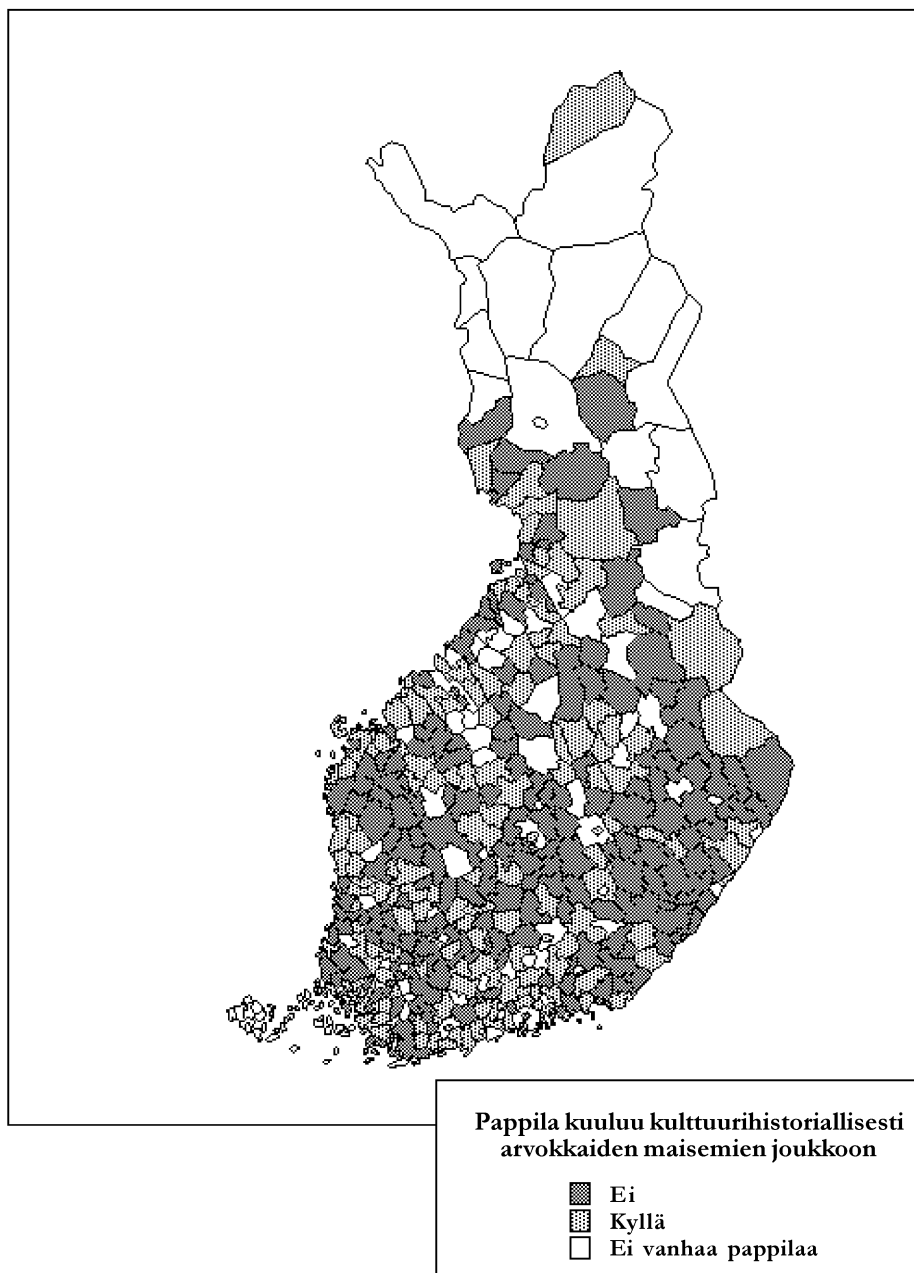 Pappila kuuluu kulttuurihistoriallisesti
arvokkaiden maisemien joukkoon
Ei
Kyllä
Ei vanhaa pappilaa